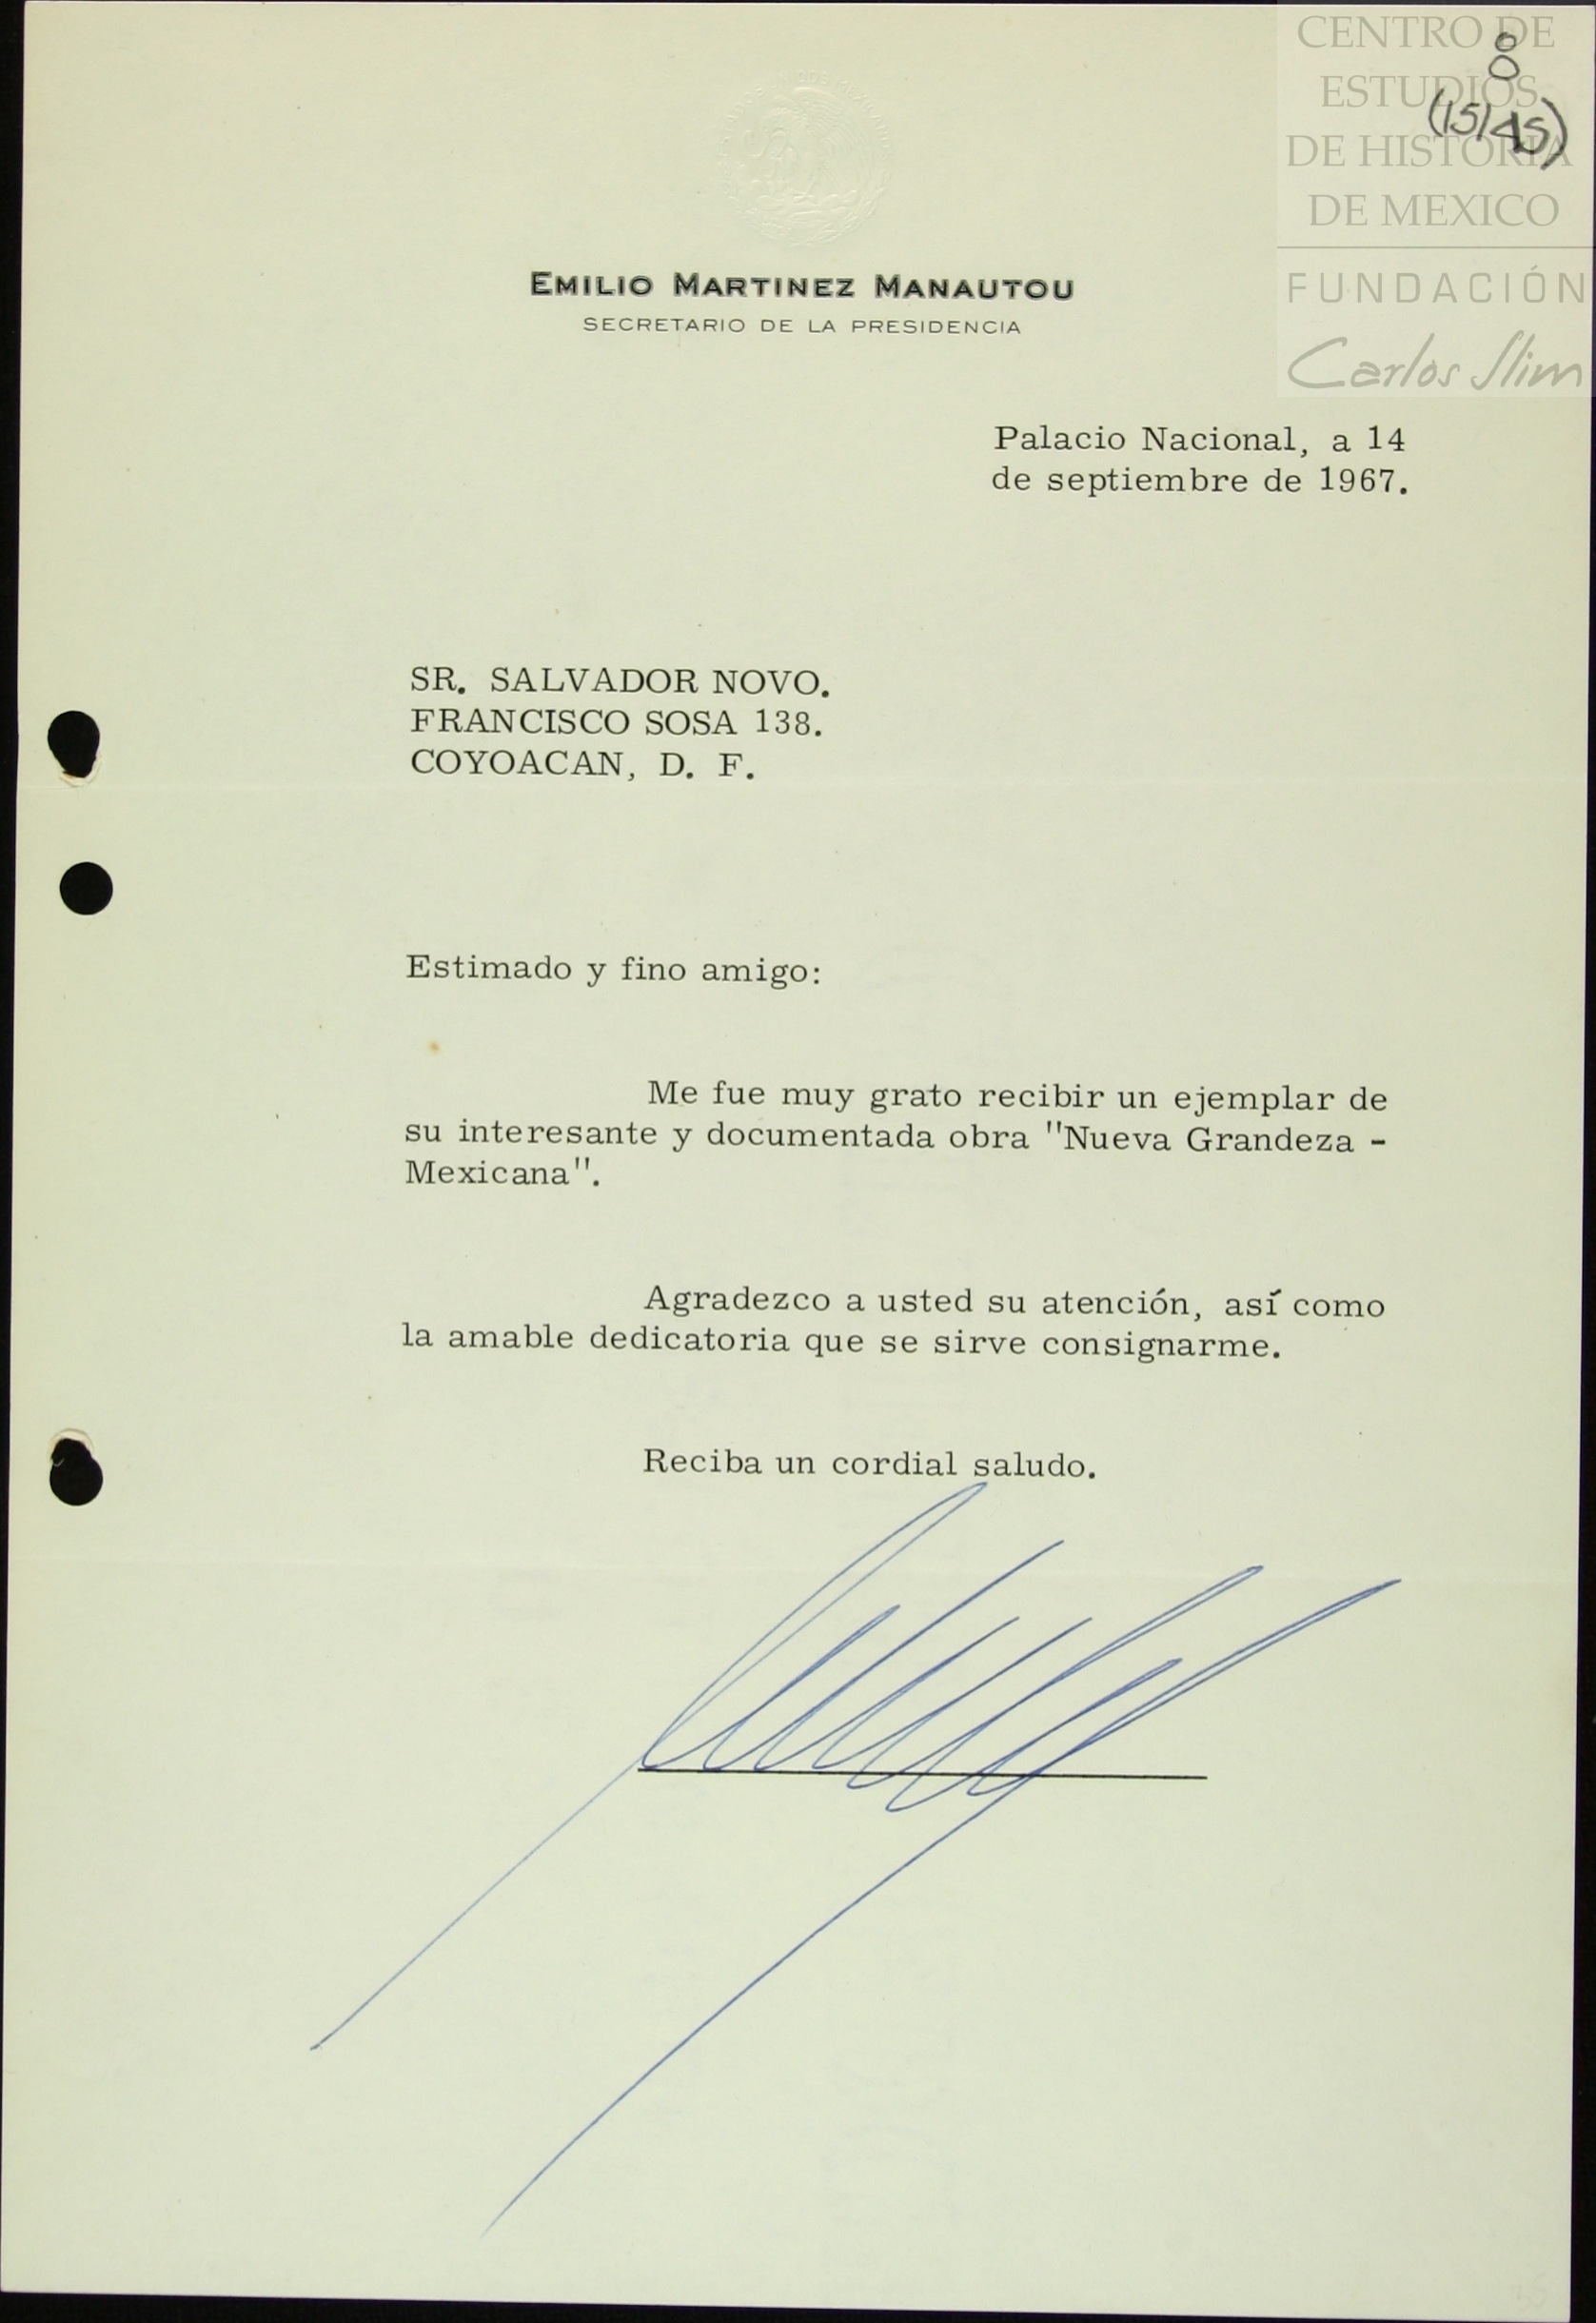 CENTRO DE
ESTUDIOS
DE HISTORIA
DE MEXICO
FUNDACIÓN
Carlos Slim
8
(15/45)
EMILIO MARTINEZ MANAUTOU
SECRETARIO DE LA PRESIDENCIA
Palacio Nacional, a 14
de septiembre de 1967.
SR. SALVADOR NOVO.
FRANCISCO SOSA 138.
COYOACAN, D. F.
Estimado y fino amigo:
Me fue muy grato recibir un ejemplar de
su interesante y documentada obra "Nueva Grandeza -
Mexicana".
Agradezco a usted su atención, así como
la amable dedicatoria que se sirve consignarme.
Reciba un cordial saludo.